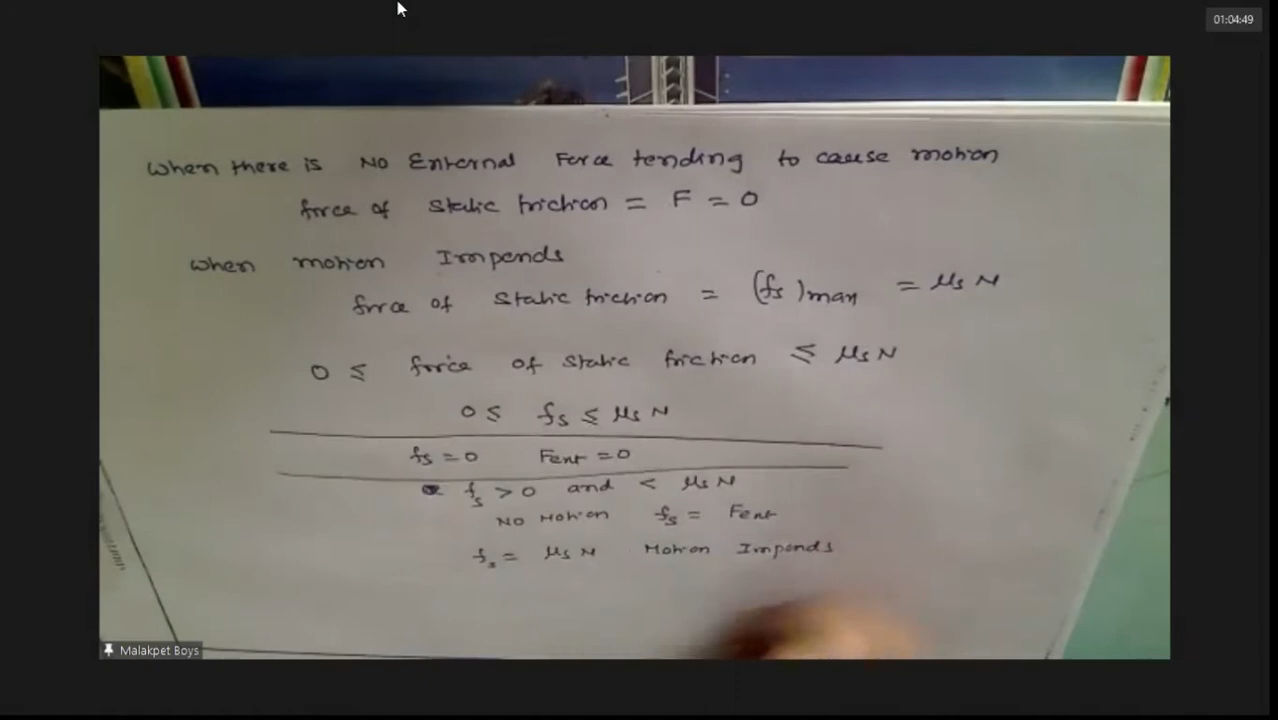 01:04:49
When there is No External Force tending to cause motion
force of static friction = F = 0
When motion Impends
force of static friction = (fs)max = μs N
0 ≤ force of static friction ≤ μs N
0 ≤ fs ≤ μs N
fs = 0 Fext = 0
fs > 0 and < μs N
No Motion fs = Fext
fs = μs N Motion Impends
Malakpet Boys